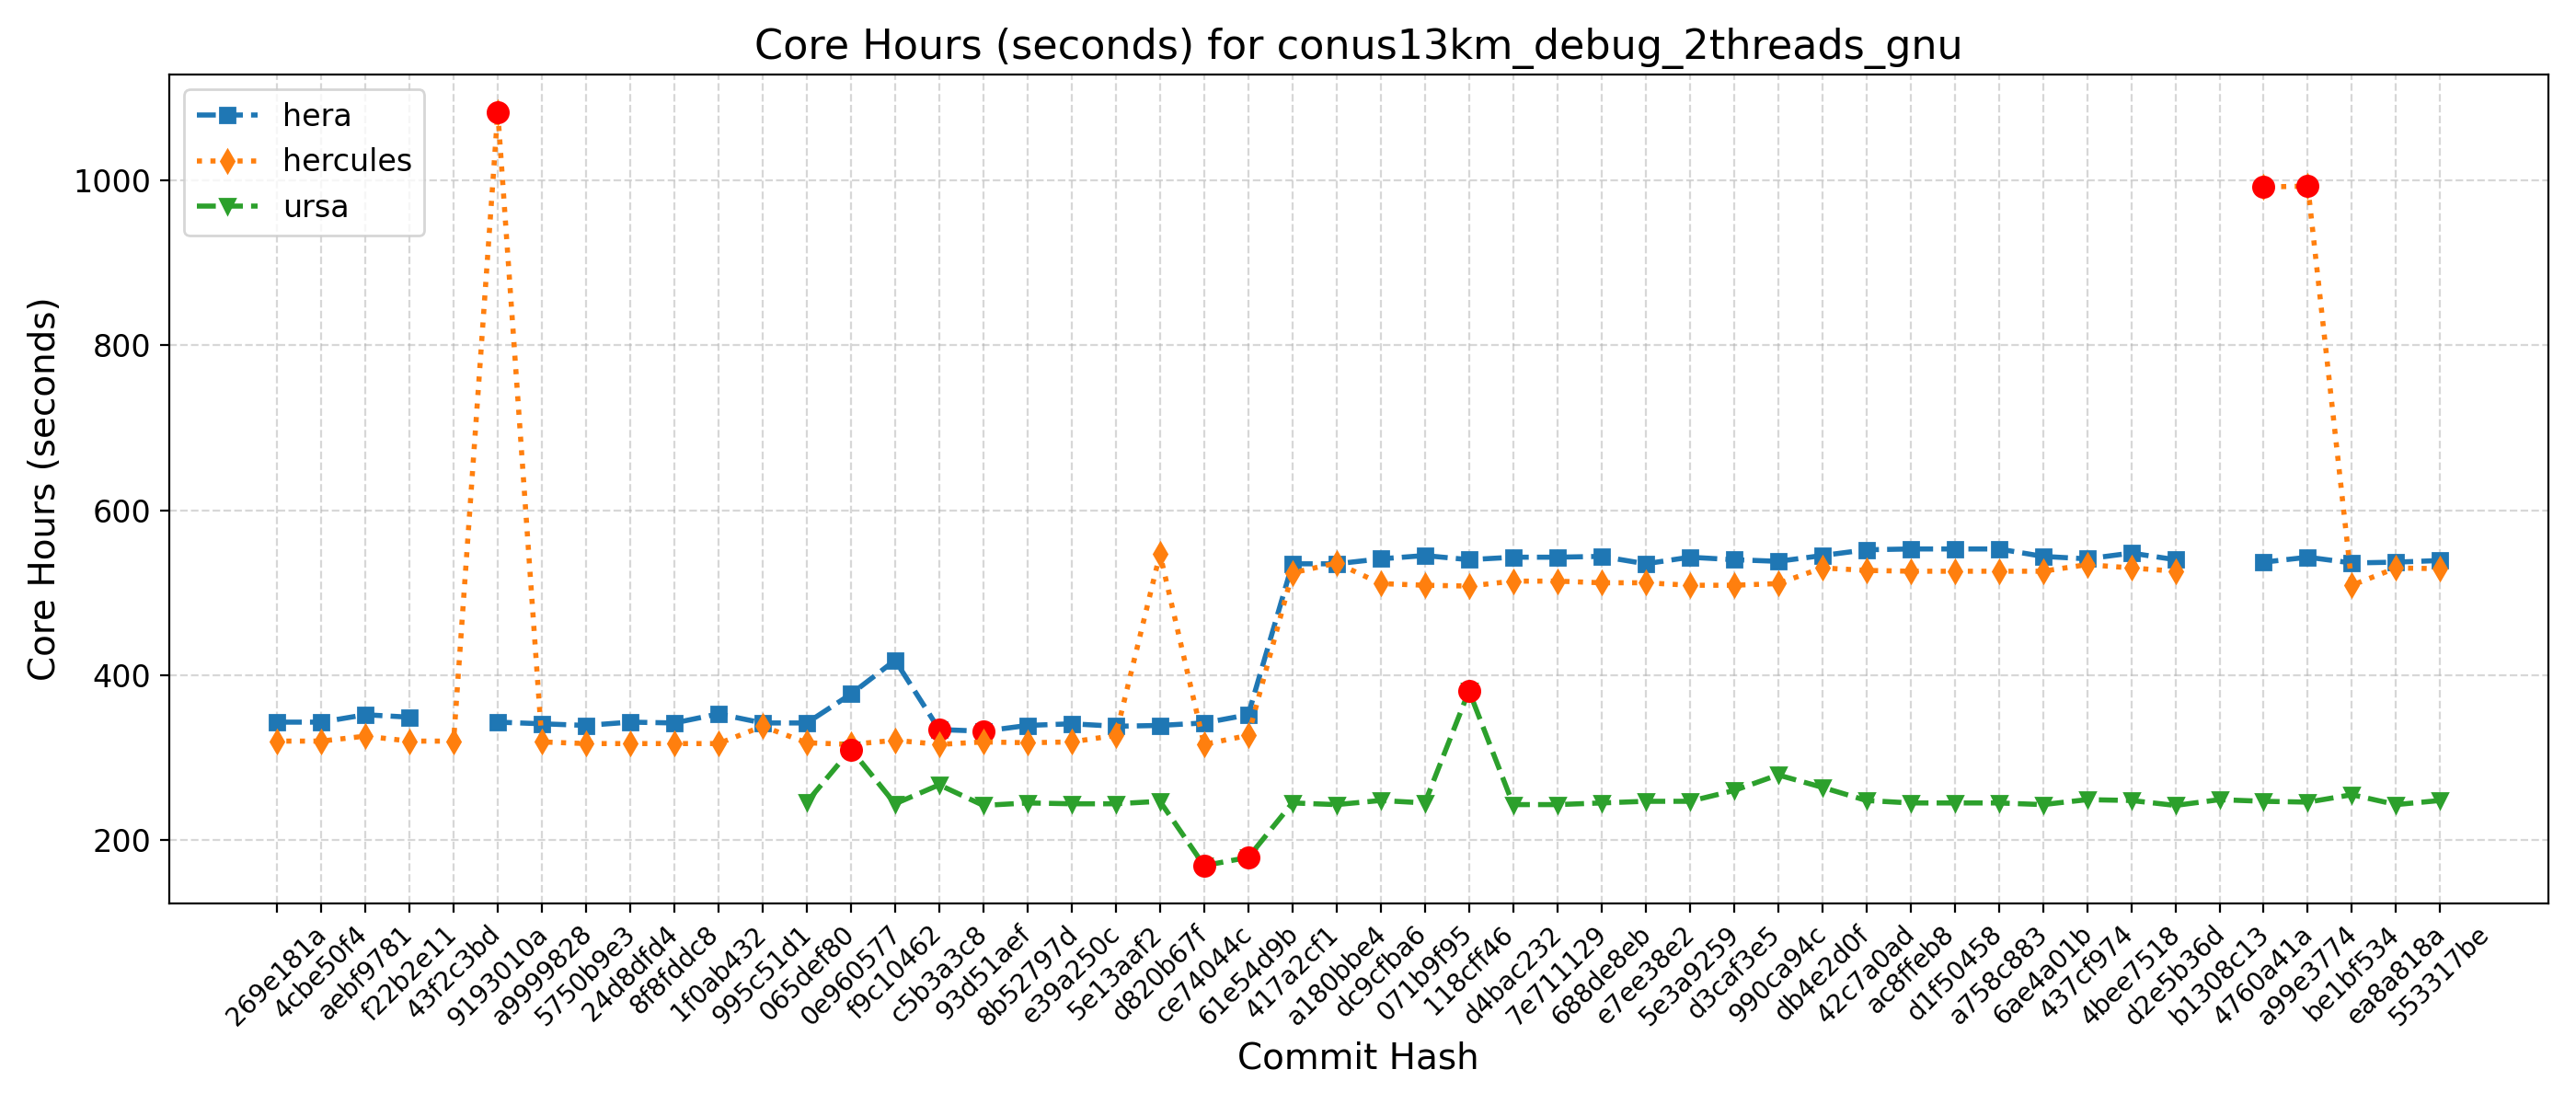 Core Hours (seconds) for conus13km_debug_2threads_gnu
hera
hercules
ursa
Core Hours (seconds)
1000
800
600
400
200
269e181a
4cbe50f4
aebf9781
f22b2e11
43f2c3bd
9193010a
a9999828
5750b9e3
24d8dfd4
8f8fddc8
1f0ab432
995c51d1
065def80
0e960577
f9c10462
c5b3a3c8
93d51aef
8b52797d
e39a250c
5e13aaf2
d820b67f
ce74044c
61e54d9b
417a2cf1
a180bbe4
dc9cfba6
071b9f95
118cff46
d4bac232
7e711129
688de8eb
e7ee38e2
5e3a9259
d3caf3e5
990ca94c
db4e2d0f
42c7a0ad
ac8ffeb8
d1f50458
a758c883
6ae4a01b
437cf974
4bee7518
d2e5b36d
b1308c13
4760a41a
a99e3774
be1bf534
ea8a818a
553317be
Commit Hash